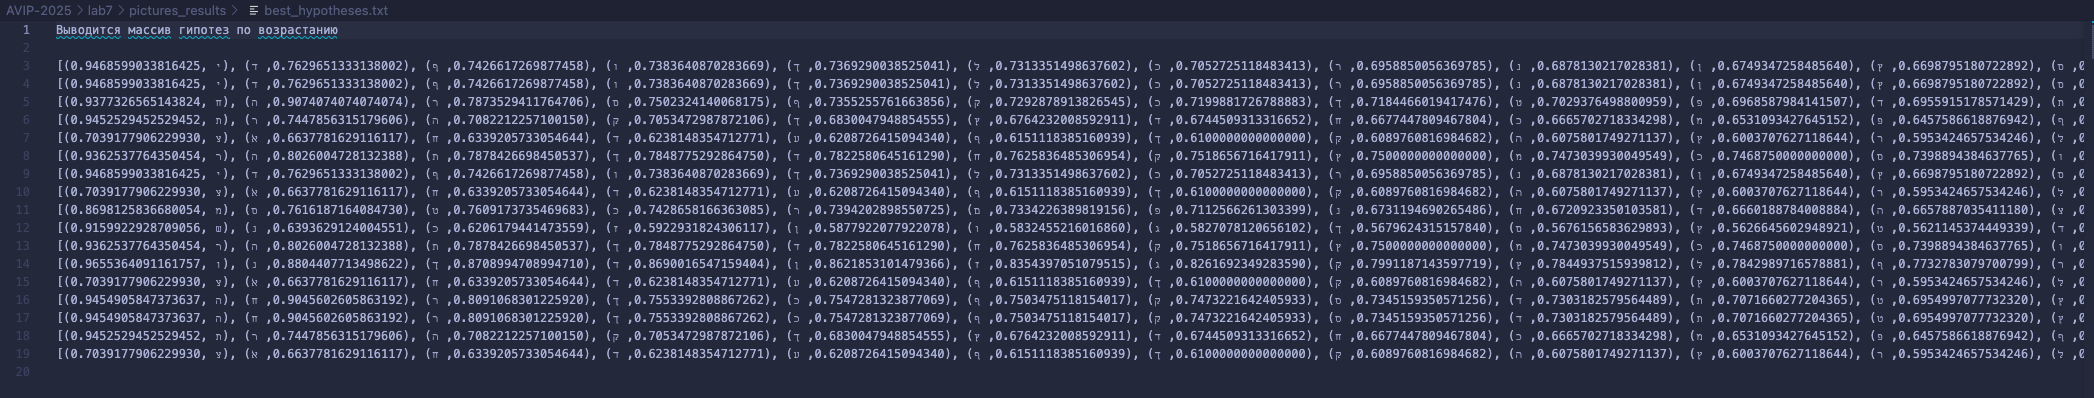 AVIP-2025 > lab7 > pictures_results > best_hypotheses.txt
1 Выводится массив гипотез по возрастанию
2
3 [(0.9468599033816425, י), (0.7629651333138002, ד), (0.7426617269877458, ף), (0.7383640870283669, ו), (0.7369290038525041, ך), (0.7313351498637602, ל), (0.7052725118483413, כ), (0.6958850056369785, ר), (0.6878130217028381, נ), (0.6749347258485640, ן), (0.6698795180722892, ץ), (0
4 [(0.9468599033816425, י), (0.7629651333138002, ד), (0.7426617269877458, ף), (0.7383640870283669, ו), (0.7369290038525041, ך), (0.7313351498637602, ל), (0.7052725118483413, כ), (0.6958850056369785, ר), (0.6878130217028381, נ), (0.6749347258485640, ן), (0.6698795180722892, ץ), (0
5 [(0.9377326565143824, ח), (0.9074074074074074, ה), (0.7873529411764706, ר), (0.7502324140068175, ס), (0.7355255761663856, ף), (0.7292878913826545, ק), (0.7199881726788883, כ), (0.7184466019417476, ך), (0.7029376498800959, ט), (0.6968587984141507, פ), (0.6955915178571429, ד), (0
6 [(0.9452529452529452, ת), (0.7447856315179606, ר), (0.7082212257100150, ה), (0.7053472987872106, ק), (0.6830047948854555, ד), (0.6764232008592911, ץ), (0.6744509313316652, ך), (0.6677447809467804, ח), (0.6665702718334298, כ), (0.6531093427645152, מ), (0.6457586618876942, פ), (0
7 [(0.7039177906229930, צ), (0.6637781629116117, א), (0.6339205733054644, ח), (0.6238148354712771, ד), (0.6208726415094340, ע), (0.6151118385160939, ף), (0.6100000000000000, ך), (0.6089760816984682, ק), (0.6075801749271137, ה), (0.6003707627118644, ץ), (0.5953424657534246, ר), (0
8 [(0.9362537764350454, ר), (0.8026004728132388, ה), (0.7878426698450537, ת), (0.7848775292864750, ך), (0.7822580645161290, ד), (0.7625836485306954, ח), (0.7518656716417911, ק), (0.7500000000000000, ץ), (0.7473039930049549, מ), (0.7468750000000000, כ), (0.7398894384637765, ס), (0
9 [(0.9468599033816425, י), (0.7629651333138002, ד), (0.7426617269877458, ף), (0.7383640870283669, ו), (0.7369290038525041, ך), (0.7313351498637602, ל), (0.7052725118483413, כ), (0.6958850056369785, ר), (0.6878130217028381, נ), (0.6749347258485640, ן), (0.6698795180722892, ץ), (0
10 [(0.7039177906229930, צ), (0.6637781629116117, א), (0.6339205733054644, ח), (0.6238148354712771, ד), (0.6208726415094340, ע), (0.6151118385160939, ף), (0.6100000000000000, ך), (0.6089760816984682, ק), (0.6075801749271137, ה), (0.6003707627118644, ץ), (0.5953424657534246, ר), (0
11 [(0.8698125836680054, מ), (0.7616187164084730, ס), (0.7609173735469683, ט), (0.7428658166363085, כ), (0.7394202898550725, ר), (0.7334226389819156, ם), (0.7112566261303399, פ), (0.6731194690265486, נ), (0.6720923350103581, ח), (0.6660188784008884, ד), (0.6657887035411180, ה), (0
12 [(0.9159922928709056, ש), (0.6393629124004551, ס), (0.6206179441473559, כ), (0.5922931824306117, ז), (0.5877922077922078, ן), (0.5832455216016860, ו), (0.5827078120656102, ג), (0.5679624315157840, ך), (0.5676156583629893, ם), (0.5626645602948921, ץ), (0.5621145374449339, ט), (0
13 [(0.9362537764350454, ר), (0.8026004728132388, ה), (0.7878426698450537, ת), (0.7848775292864750, ך), (0.7822580645161290, ד), (0.7625836485306954, ח), (0.7518656716417911, ק), (0.7500000000000000, ץ), (0.7473039930049549, מ), (0.7468750000000000, כ), (0.7398894384637765, ס), (0
14 [(0.9655364091161757, ו), (0.8804407713498622, נ), (0.8708994708994710, ך), (0.8690016547159404, ד), (0.8621853101479366, ן), (0.8354397051079515, ז), (0.8261692349283590, ג), (0.7991187143597719, ק), (0.7844937515939812, ץ), (0.7842989716578881, ל), (0.7732783079700799, ף), (0
15 [(0.7039177906229930, צ), (0.6637781629116117, א), (0.6339205733054644, ח), (0.6238148354712771, ד), (0.6208726415094340, ע), (0.6151118385160939, ף), (0.6100000000000000, ך), (0.6089760816984682, ק), (0.6075801749271137, ה), (0.6003707627118644, ץ), (0.5953424657534246, ר), (0
16 [(0.9454905847373637, ה), (0.9045602605863192, ח), (0.8091068301225920, ר), (0.7553392808867262, ך), (0.7547281323877069, כ), (0.7503475118154017, ף), (0.7473221642405933, ק), (0.7345159350571256, ס), (0.7303182579564489, ד), (0.7071660277204365, ת), (0.6954997077732320, ט), (0
17 [(0.9454905847373637, ה), (0.9045602605863192, ח), (0.8091068301225920, ר), (0.7553392808867262, ך), (0.7547281323877069, כ), (0.7503475118154017, ף), (0.7473221642405933, ק), (0.7345159350571256, ס), (0.7303182579564489, ד), (0.7071660277204365, ת), (0.6954997077732320, ט), (0
18 [(0.9452529452529452, ת), (0.7447856315179606, ר), (0.7082212257100150, ה), (0.7053472987872106, ק), (0.6830047948854555, ד), (0.6764232008592911, ץ), (0.6744509313316652, ך), (0.6677447809467804, ח), (0.6665702718334298, כ), (0.6531093427645152, מ), (0.6457586618876942, פ), (0
19 [(0.7039177906229930, צ), (0.6637781629116117, א), (0.6339205733054644, ח), (0.6238148354712771, ד), (0.6208726415094340, ע), (0.6151118385160939, ף), (0.6100000000000000, ך), (0.6089760816984682, ק), (0.6075801749271137, ה), (0.6003707627118644, ץ), (0.5953424657534246, ר), (0
20